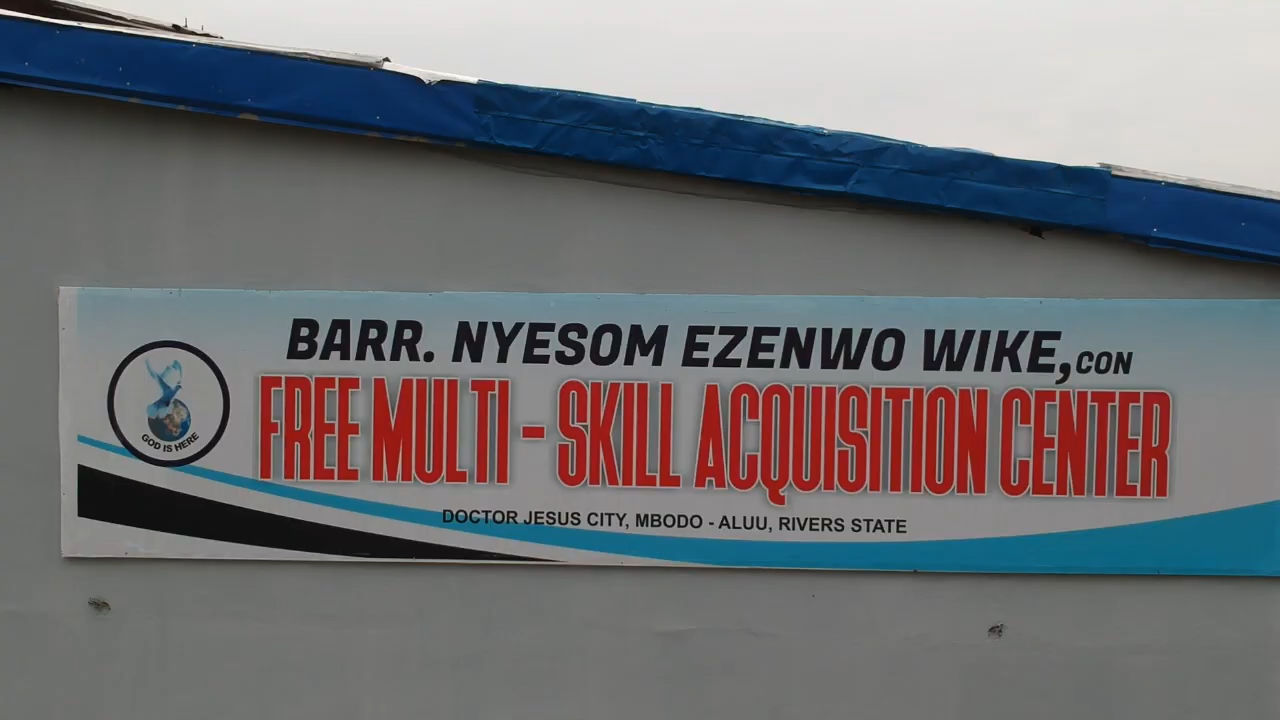 BARR. NYESOM EZENWO WIKE, CON
FREE MULTI - SKILL ACQUISITION CENTER
GOD IS HERE
DOCTOR JESUS CITY, MBODO - ALUU, RIVERS STATE